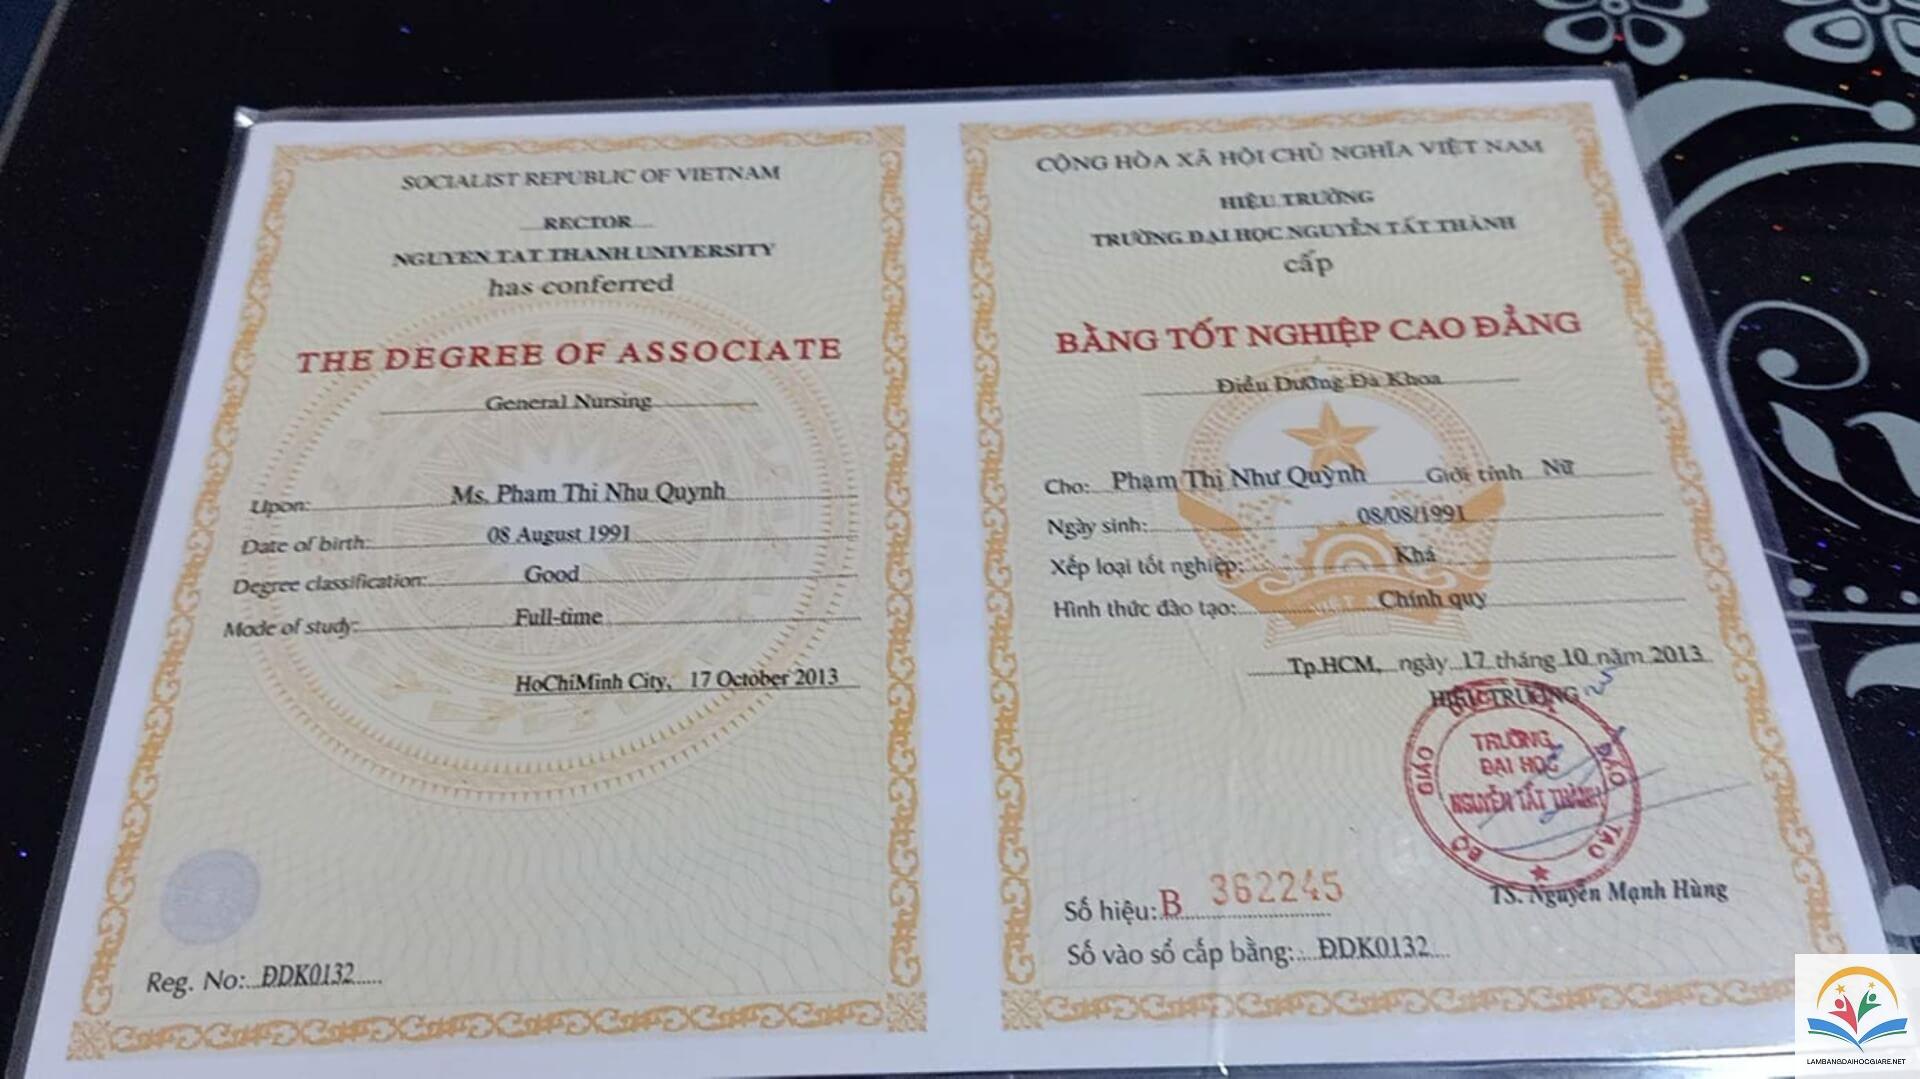 SOCIALIST REPUBLIC OF VIETNAM
RECTOR
NGUYEN TAT THANH UNIVERSITY
has conferred
THE DEGREE OF ASSOCIATE
General Nursing
Upon: Ms. Pham Thi Nhu Quynh
Date of birth: 08 August 1991
Degree classification: Good
Mode of study: Full-time
HoChiMinh City, 17 October 2013
Reg. No: ĐDK0132
CỘNG HÒA XÃ HỘI CHỦ NGHĨA VIỆT NAM
HIỆU TRƯỞNG
TRƯỜNG ĐẠI HỌC NGUYỄN TẤT THÀNH
cấp
BẰNG TỐT NGHIỆP CAO ĐẲNG
Điều Dưỡng Đa Khoa
Cho: Phạm Thị Như Quỳnh Giới tính Nữ
Ngày sinh: 08/08/1991
Xếp loại tốt nghiệp: Khá
Hình thức đào tạo: Chính quy
Tp.HCM, ngày 17 tháng 10 năm 2013
HIỆU TRƯỞNG
TRƯỜNG
ĐẠI HỌC
NGUYỄN TẤT THÀNH
BỘ GIÁO DỤC ĐÀO TẠO
TS. Nguyễn Mạnh Hùng
Số hiệu: B 362245
Số vào sổ cấp bằng: ĐDK0132
LAMBANGDAIHOCGIARE.NET